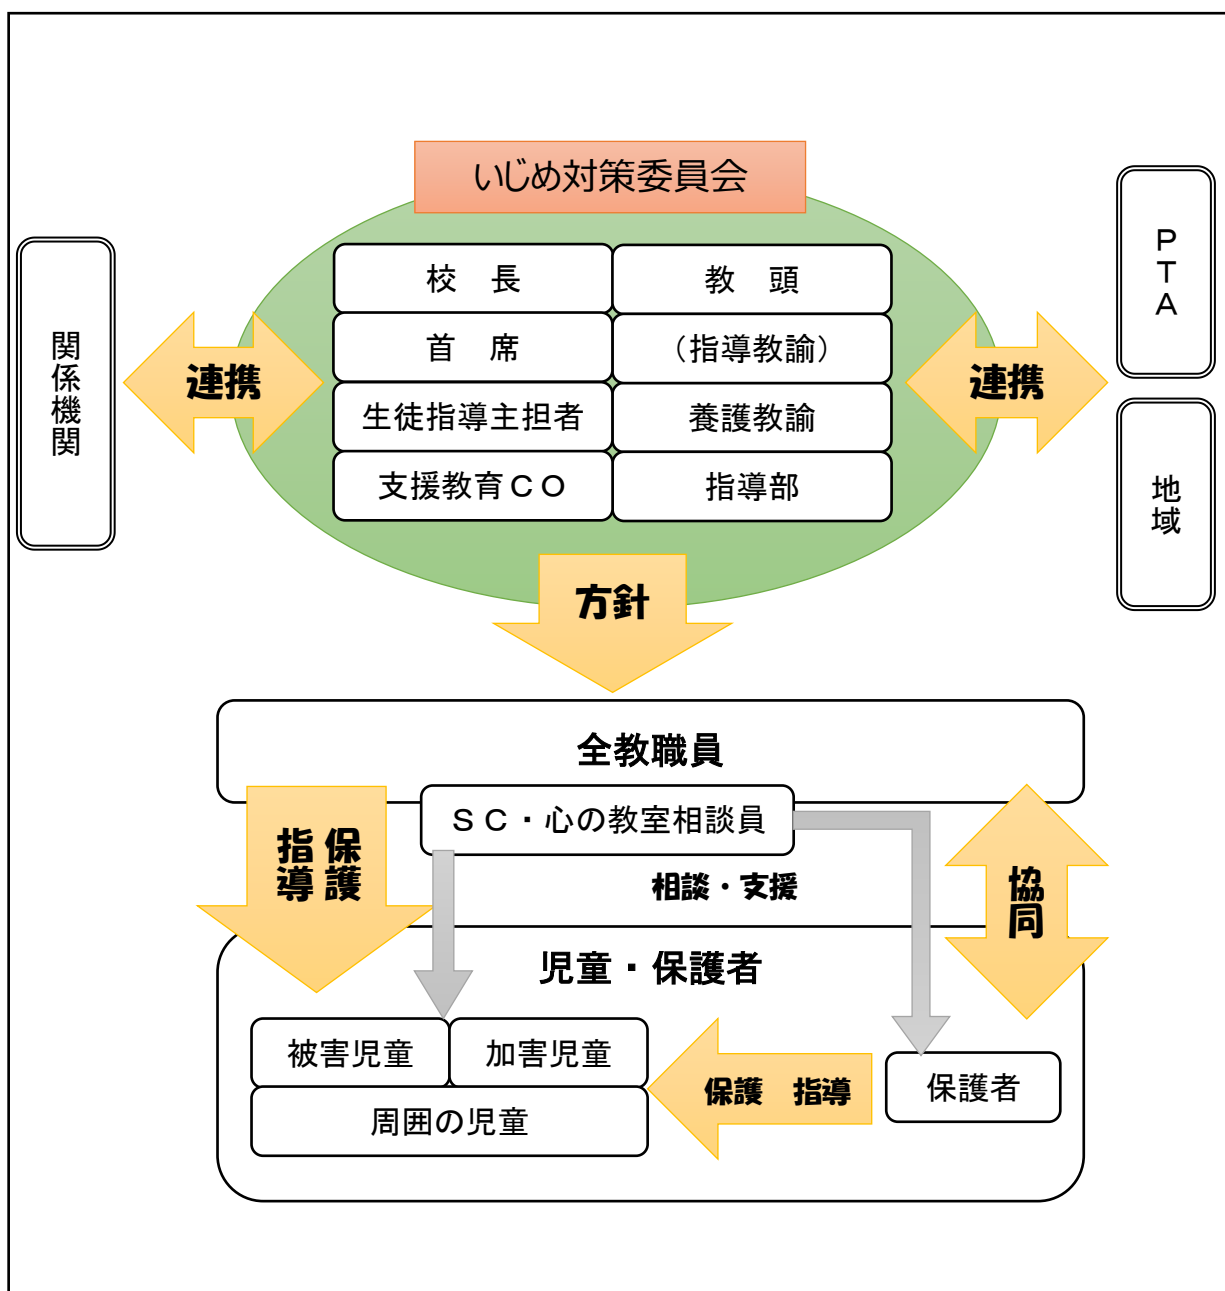 いじめ対策委員会
校　長
教　頭
首　席
（指導教諭）
生徒指導主担者
養護教諭
支援教育ＣＯ
指導部
関係機関
連携
連携
ＰＴＡ
地域
方針
全教職員
ＳＣ・心の教室相談員
保護
指導
相談・支援
協同
児童・保護者
被害児童
加害児童
周囲の児童
保護　指導
保護者